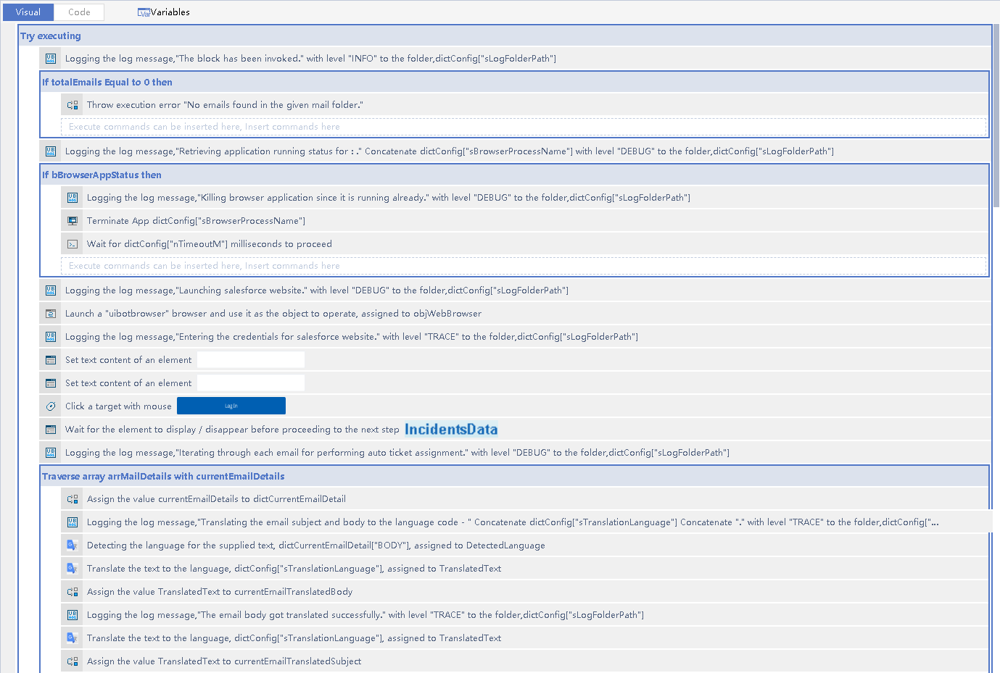 Visual Code Variables
Try executing
Logging the log message,"The block has been invoked." with level "INFO" to the folder,dictConfig["sLogFolderPath"]
If totalEmails Equal to 0 then
Throw execution error "No emails found in the given mail folder."
Execute commands can be inserted here, Insert commands here
Logging the log message,"Retrieving application running status for : ." Concatenate dictConfig["sBrowserProcessName"] with level "DEBUG" to the folder,dictConfig["sLogFolderPath"]
If bBrowserAppStatus then
Logging the log message,"Killing browser application since it is running already." with level "DEBUG" to the folder,dictConfig["sLogFolderPath"]
Terminate App dictConfig["sBrowserProcessName"]
Wait for dictConfig["nTimeoutM"] milliseconds to proceed
Execute commands can be inserted here, Insert commands here
Logging the log message,"Launching salesforce website." with level "DEBUG" to the folder,dictConfig["sLogFolderPath"]
Launch a "uibotbrowser" browser and use it as the object to operate, assigned to objWebBrowser
Logging the log message,"Entering the credentials for salesforce website." with level "TRACE" to the folder,dictConfig["sLogFolderPath"]
Set text content of an element
Set text content of an element
Click a target with mouse Log In
Wait for the element to display / disappear before proceeding to the next step IncidentsData
Logging the log message,"Iterating through each email for performing auto ticket assignment." with level "DEBUG" to the folder,dictConfig["sLogFolderPath"]
Traverse array arrMailDetails with currentEmailDetails
Assign the value currentEmailDetails to dictCurrentEmailDetail
Logging the log message,"Translating the email subject and body to the language code - " Concatenate dictConfig["sTranslationLanguage"] Concatenate "." with level "TRACE" to the folder,dictConfig["...
Detecting the language for the supplied text, dictCurrentEmailDetail["BODY"], assigned to DetectedLanguage
Translate the text to the language, dictConfig["sTranslationLanguage"], assigned to TranslatedText
Assign the value TranslatedText to currentEmailTranslatedBody
Logging the log message,"The email body got translated successfully." with level "TRACE" to the folder,dictConfig["sLogFolderPath"]
Translate the text to the language, dictConfig["sTranslationLanguage"], assigned to TranslatedText
Assign the value TranslatedText to currentEmailTranslatedSubject